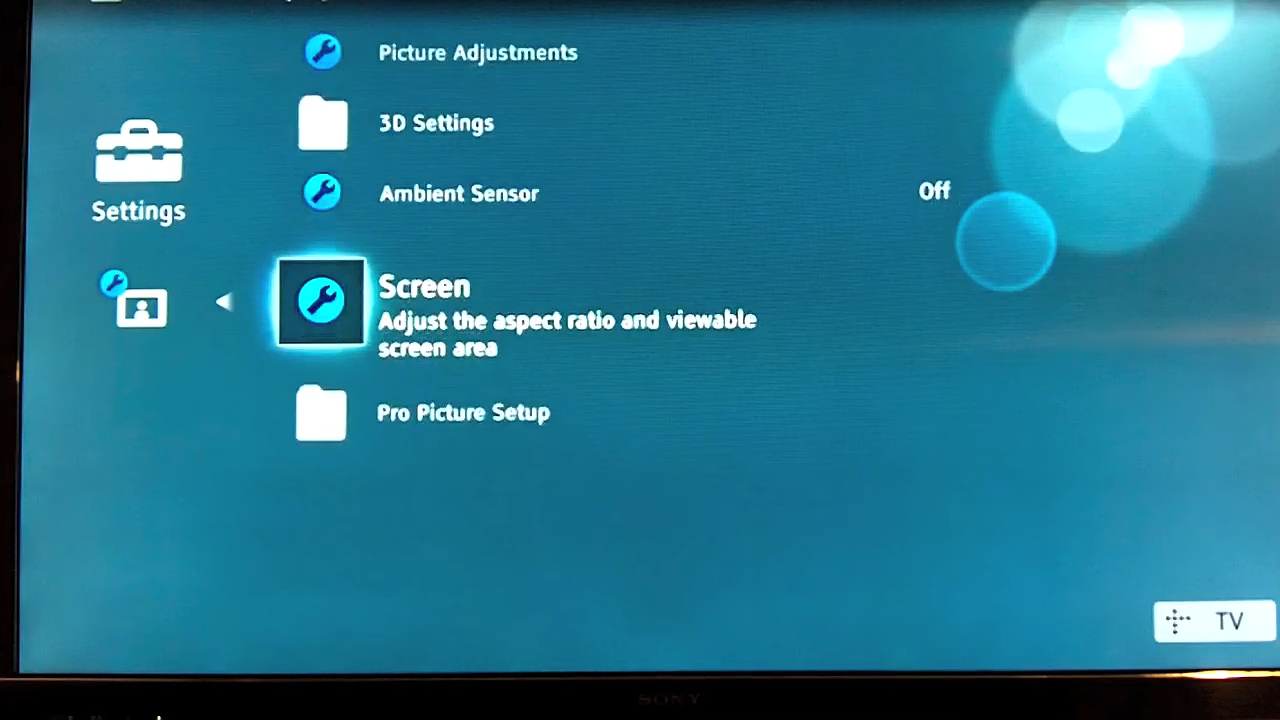 Picture Adjustments
3D Settings
Ambient Sensor
Off
Settings
Screen
Adjust the aspect ratio and viewable
screen area
Pro Picture Setup
TV
SONY